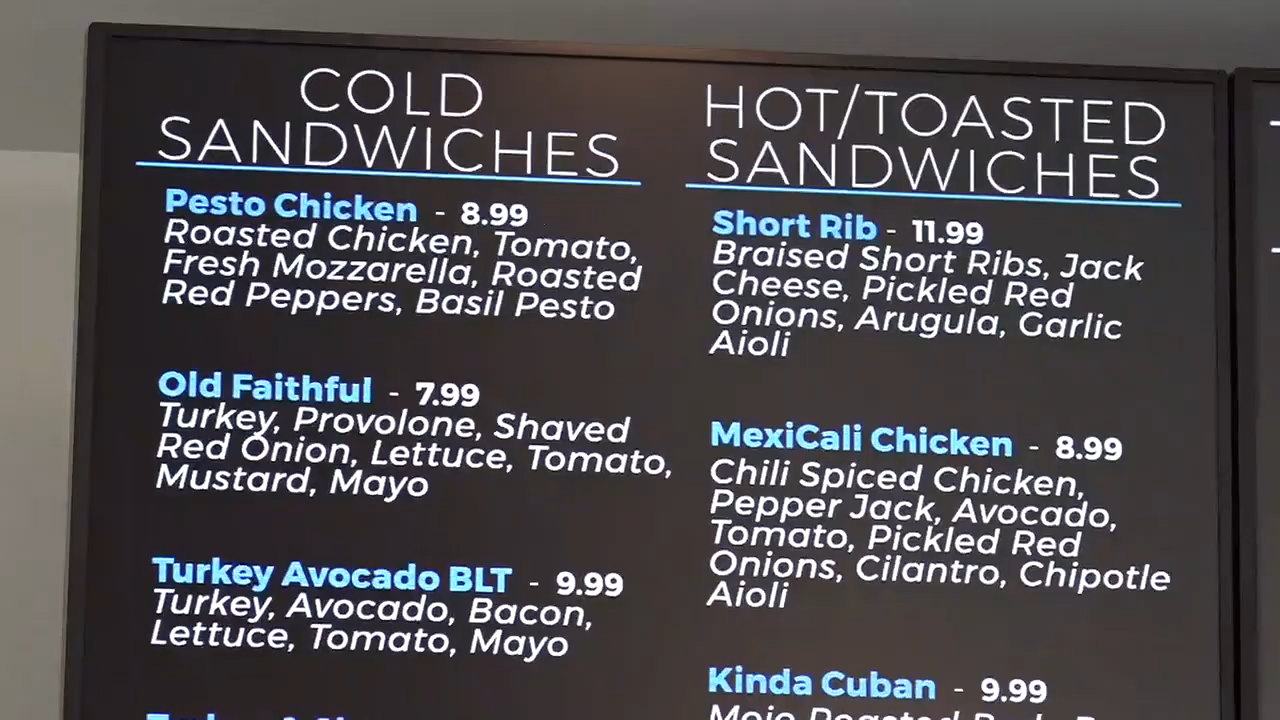 COLD
SANDWICHES
Pesto Chicken - 8.99
Roasted Chicken, Tomato,
Fresh Mozzarella, Roasted
Red Peppers, Basil Pesto
Old Faithful - 7.99
Turkey, Provolone, Shaved
Red Onion, Lettuce, Tomato,
Mustard, Mayo
Turkey Avocado BLT - 9.99
Turkey, Avocado, Bacon,
Lettuce, Tomato, Mayo
HOT/TOASTED
SANDWICHES
Short Rib - 11.99
Braised Short Ribs, Jack
Cheese, Pickled Red
Onions, Arugula, Garlic
Aioli
MexiCali Chicken - 8.99
Chili Spiced Chicken,
Pepper Jack, Avocado,
Tomato, Pickled Red
Onions, Cilantro, Chipotle
Aioli
Kinda Cuban - 9.99
Mojo Roasted